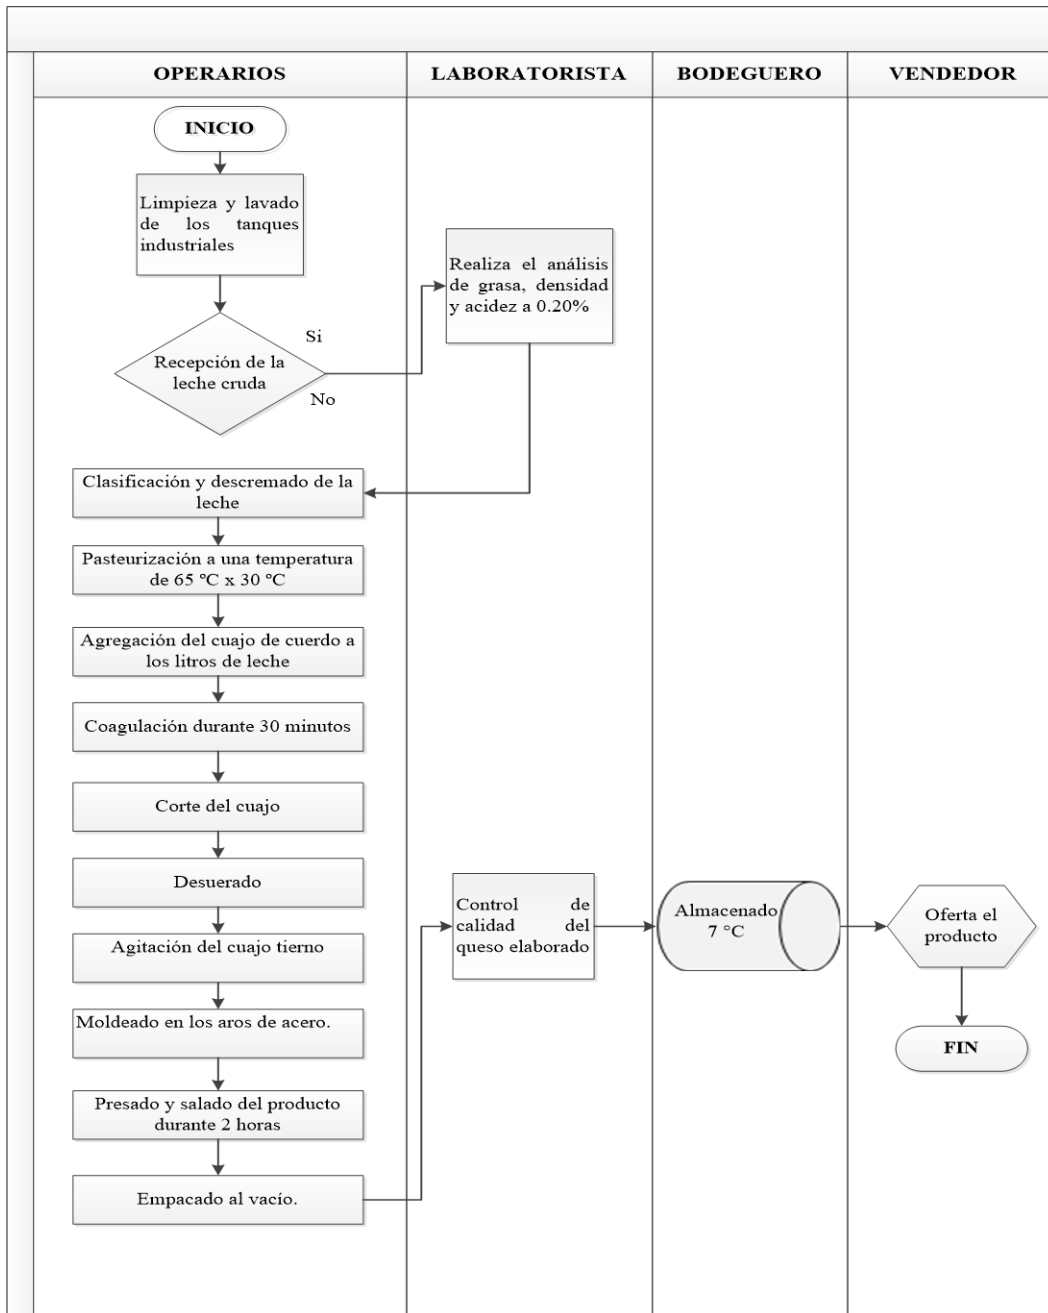 OPERARIOS
LABORATORISTA
BODEGUERO
VENDEDOR
INICIO
Limpieza y lavado
de los tanques
industriales
Recepción de la
leche cruda
Si
No
Realiza el análisis
de grasa, densidad
y acidez a 0.20%
Clasificación y descremado de la
leche
Pasteurización a una temperatura
de 65 °C x 30 °C
Agregación del cuajo de cuerdo a
los litros de leche
Coagulación durante 30 minutos
Corte del cuajo
Desuerado
Agitación del cuajo tierno
Moldeado en los aros de acero.
Presado y salado del producto
durante 2 horas
Empacado al vacío.
Control de
calidad del
queso elaborado
Almacenado
7 °C
Oferta el
producto
FIN